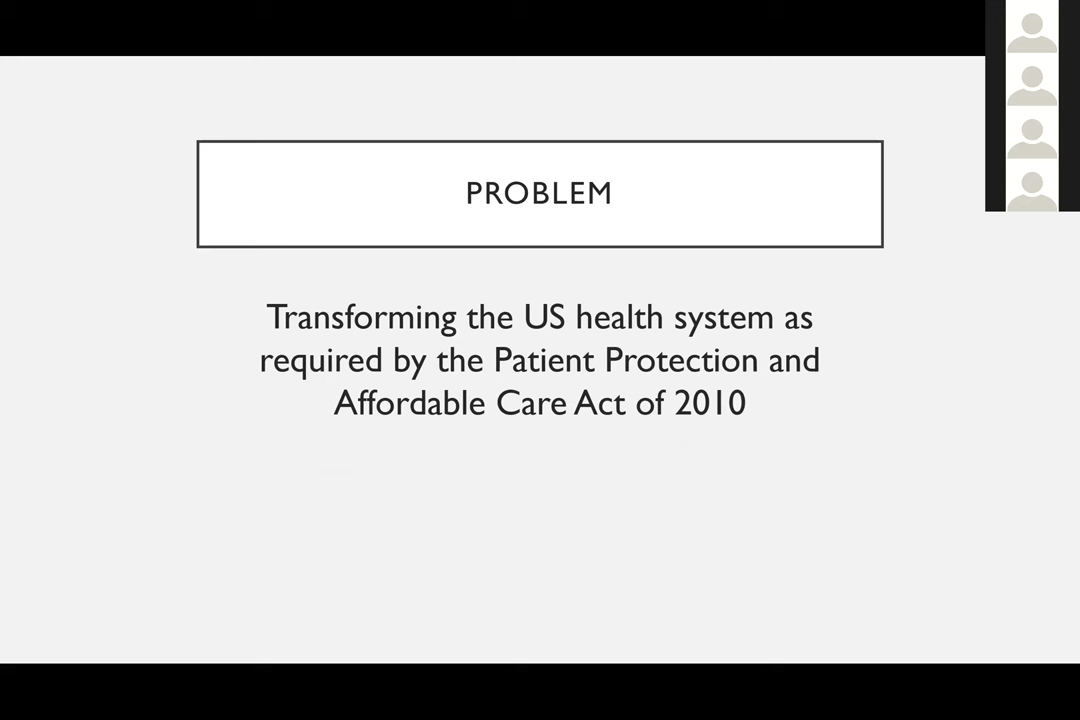 PROBLEM
Transforming the US health system as
required by the Patient Protection and
Affordable Care Act of 2010